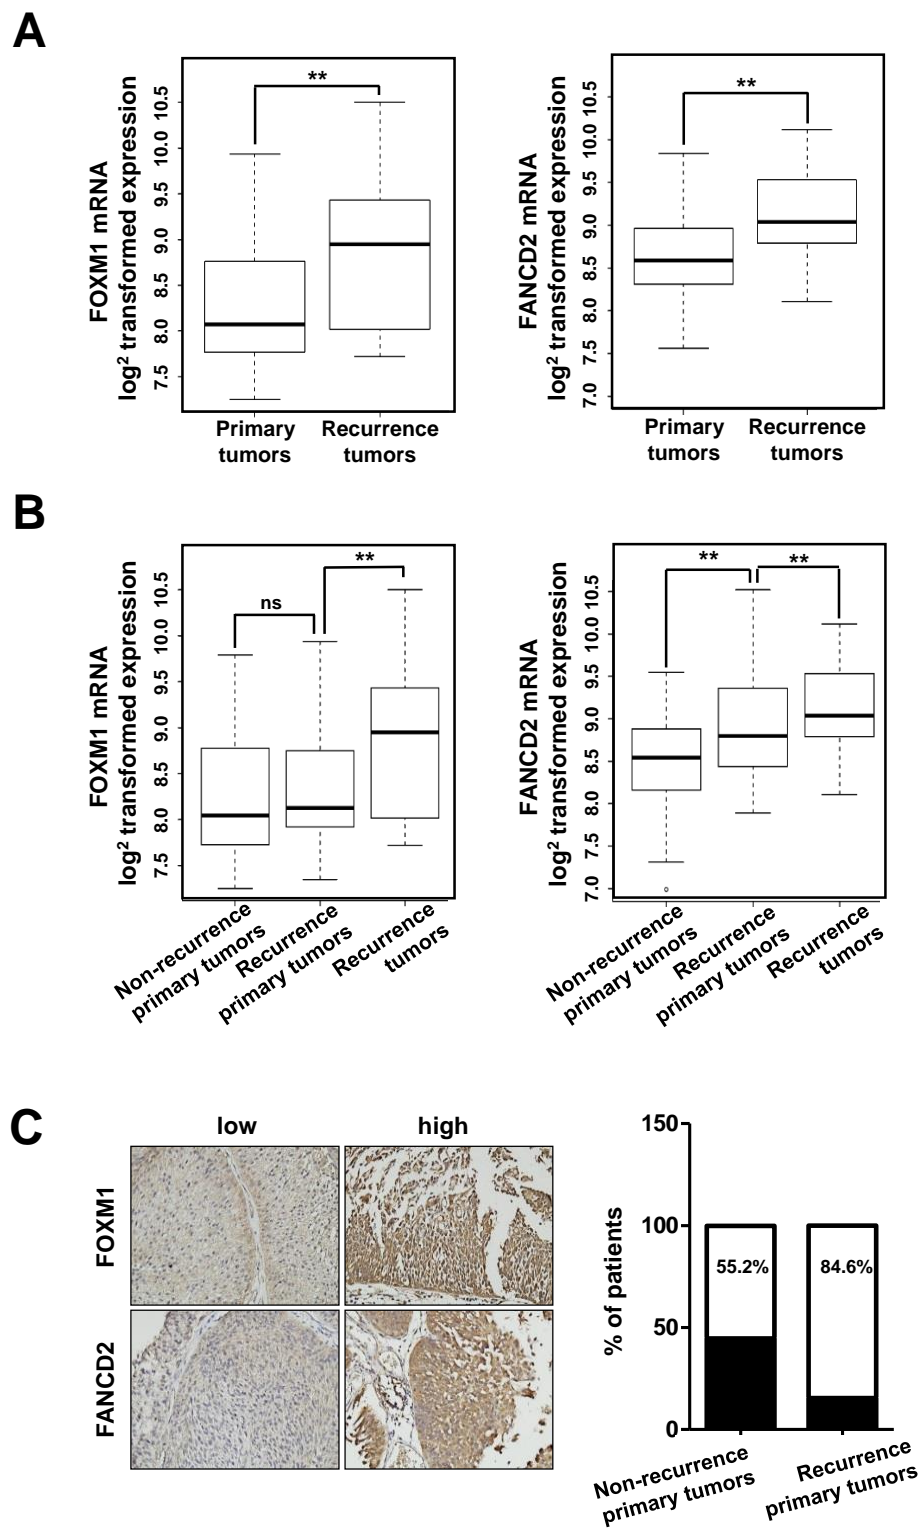 A
FOXM1 mRNA
log² transformed expression
10.5
10.0
9.5
9.0
8.5
8.0
7.5
**
Primary
tumors
Recurrence
tumors
FANCD2 mRNA
log² transformed expression
10.5
10.0
9.5
9.0
8.5
8.0
7.5
7.0
**
Primary
tumors
Recurrence
tumors
B
FOXM1 mRNA
log² transformed expression
10.5
10.0
9.5
9.0
8.5
8.0
7.5
ns
**
Non-recurrence
primary tumors
Recurrence
primary tumors
Recurrence
tumors
FANCD2 mRNA
log² transformed expression
10.5
10.0
9.5
9.0
8.5
8.0
7.5
7.0
**
**
Non-recurrence
primary tumors
Recurrence
primary tumors
Recurrence
tumors
C
low
high
FOXM1
FANCD2
% of patients
150
100
50
0
55.2%
84.6%
Non-recurrence
primary tumors
Recurrence
primary tumors